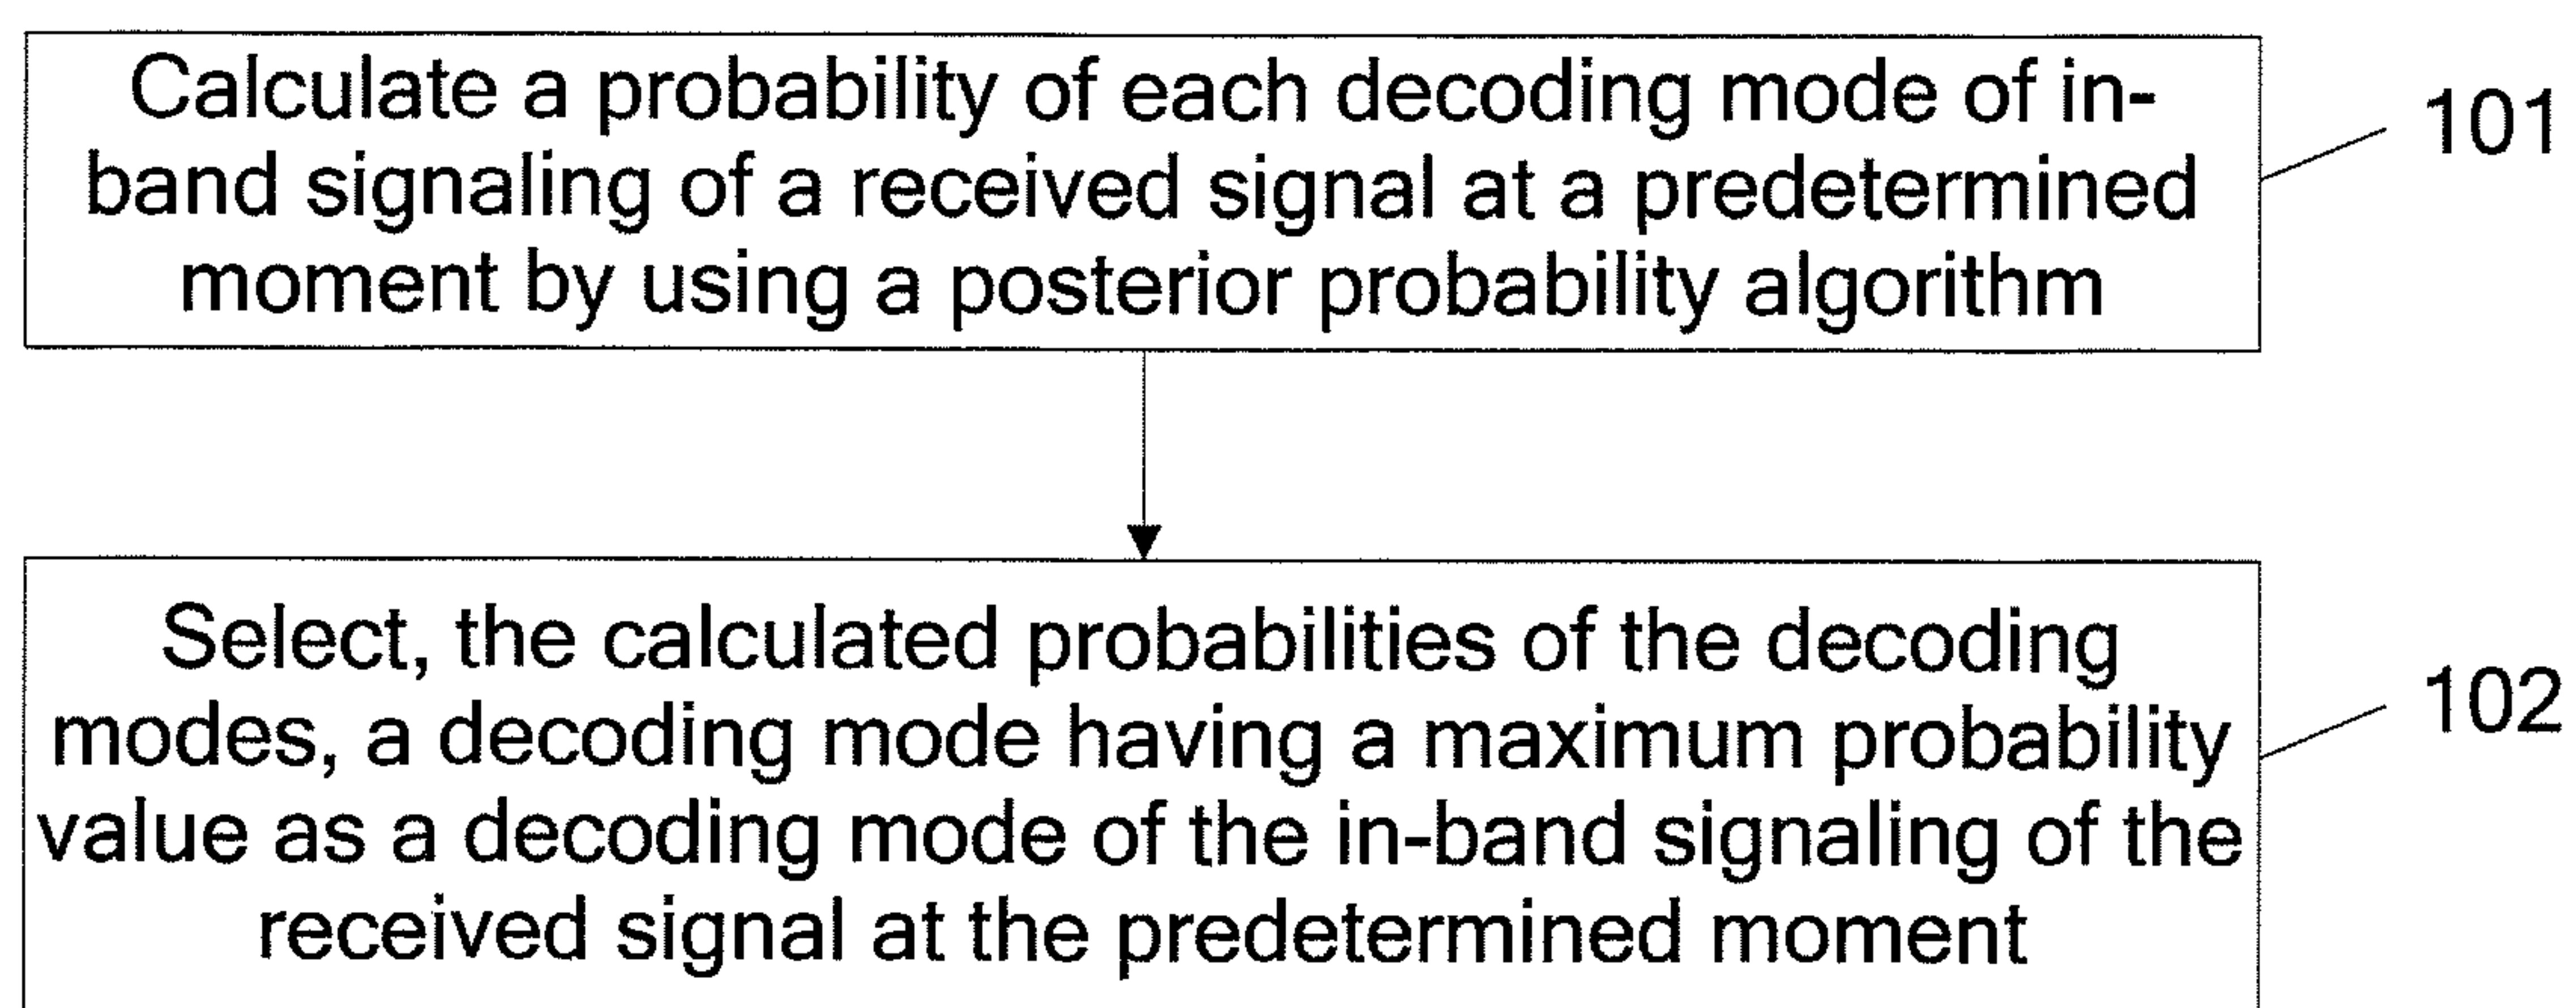 Calculate a probability of each decoding mode of in-
band signaling of a received signal at a predetermined
moment by using a posterior probability algorithm
101
Select, the calculated probabilities of the decoding
modes, a decoding mode having a maximum probability
value as a decoding mode of the in-band signaling of the
received signal at the predetermined moment
102